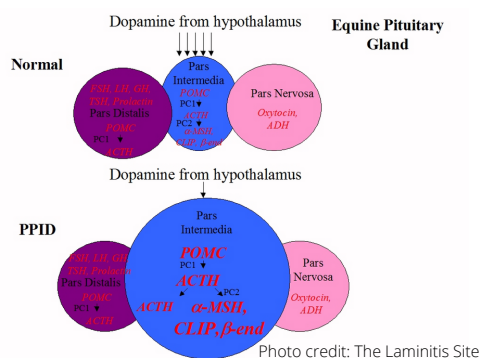 Dopamine from hypothalamus
Equine Pituitary
Gland
Normal
FSH, LH, GH,
TSH, Prolactin
Pars Distalis
POMC
PC1
ACTH
Pars
Intermedia
POMC
PC1
ACTH
PC2
α-MSH,
CLIP, β-end
Pars Nervosa
Oxytocin,
ADH
Dopamine from hypothalamus
PPID
FSH, LH, GH,
TSH, Prolactin
Pars Distalis
POMC
PC1
ACTH
Pars
Intermedia
POMC
PC1
ACTH
PC2
ACTH
α-MSH,
CLIP, β-end
Pars
Nervosa
Oxytocin,
ADH
Photo credit: The Laminitis Site